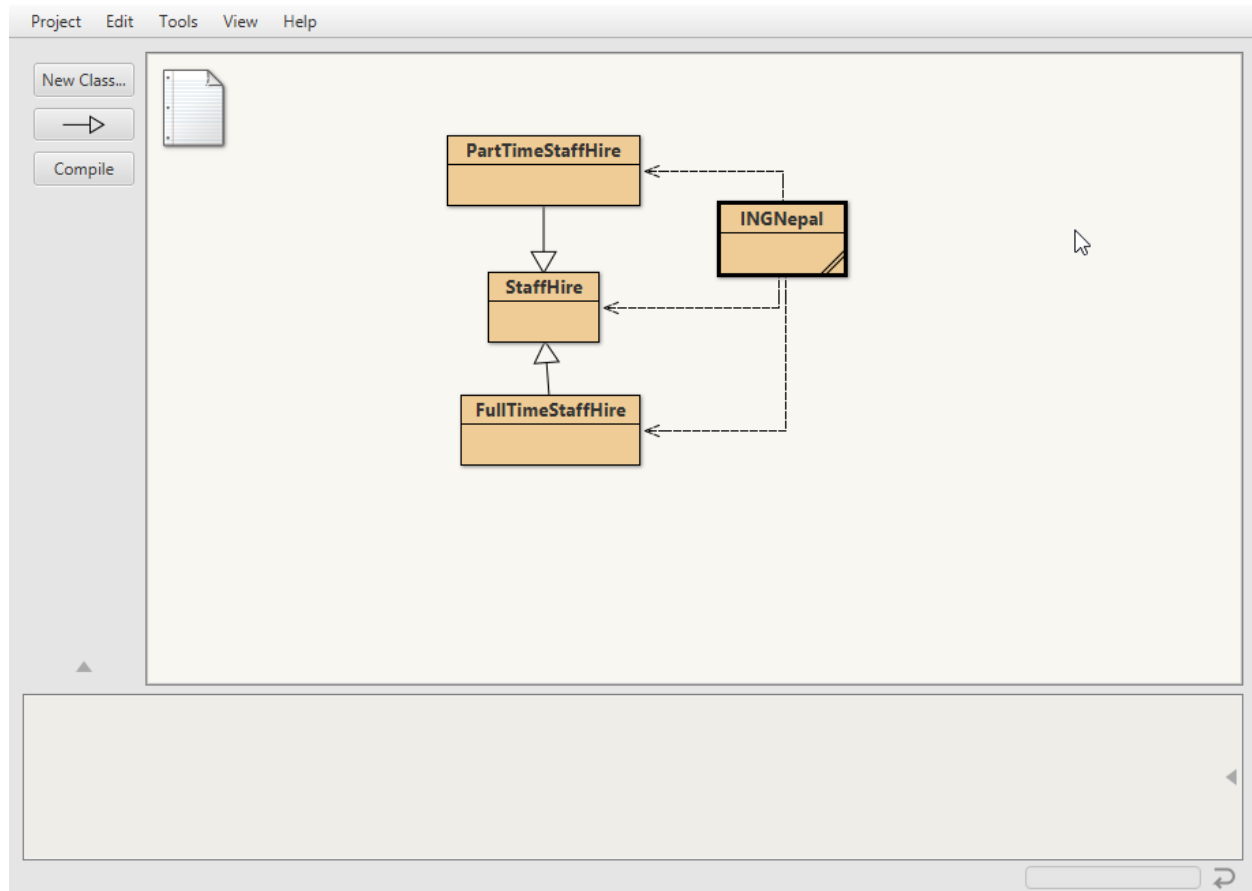 Project Edit Tools View Help
New Class...
Compile
PartTimeStaffHire
INGNepal
StaffHire
FullTimeStaffHire